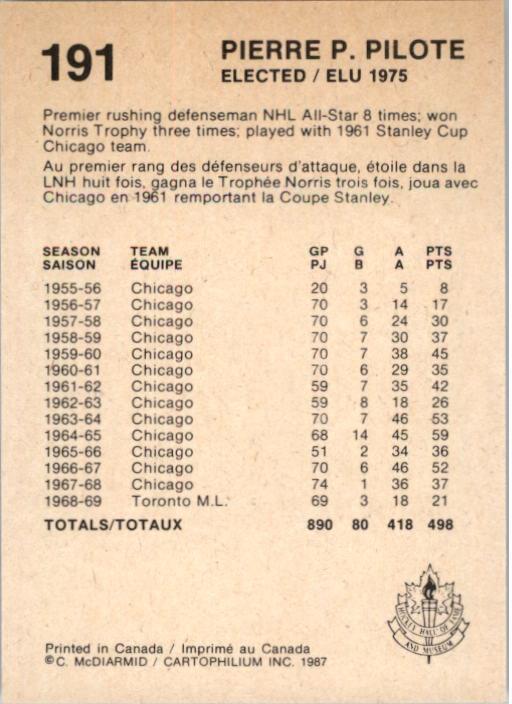 191
PIERRE P. PILOTE
ELECTED / ELU 1975
Premier rushing defenseman NHL All-Star 8 times; won
Norris Trophy three times; played with 1961 Stanley Cup
Chicago team.
Au premier rang des défenseurs d'attaque, étoile dans la
LNH huit fois, gagna le Trophée Norris trois fois, joua avec
Chicago en 1961 remportant la Coupe Stanley.
SEASON TEAM GP G A PTS
SAISON ÉQUIPE PJ B A PTS
1955-56 Chicago 20 3 5 8
1956-57 Chicago 70 3 14 17
1957-58 Chicago 70 6 24 30
1958-59 Chicago 70 7 30 37
1959-60 Chicago 70 7 38 45
1960-61 Chicago 70 6 29 35
1961-62 Chicago 59 7 35 42
1962-63 Chicago 59 8 18 26
1963-64 Chicago 70 7 46 53
1964-65 Chicago 68 14 45 59
1965-66 Chicago 51 2 34 36
1966-67 Chicago 70 6 46 52
1967-68 Chicago 74 1 36 37
1968-69 Toronto M.L. 69 3 18 21
TOTALS/TOTAUX 890 80 418 498
HOCKEY HALL OF FAME
AND MUSEUM
Printed in Canada / Imprimé au Canada
©C. McDIARMID / CARTOPHILIUM INC. 1987